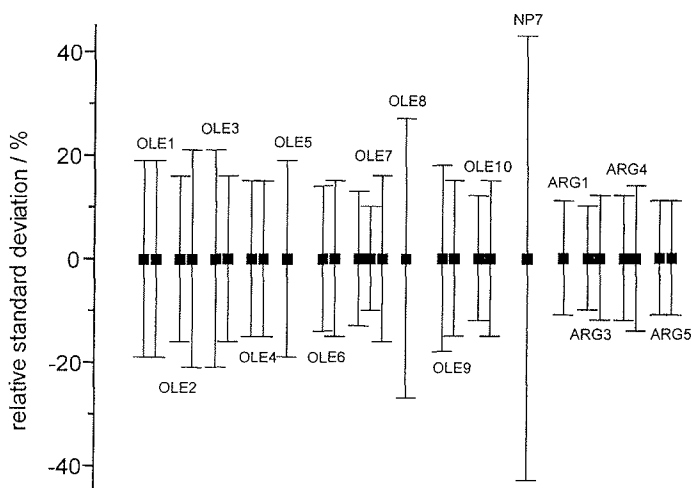 NP7
40
OLE8
OLE1
OLE3
OLE5
OLE7
20
OLE10
ARG1
ARG4
0
ARG3
ARG5
OLE4
OLE6
OLE9
OLE2
-20
-40
relative standard deviation / %